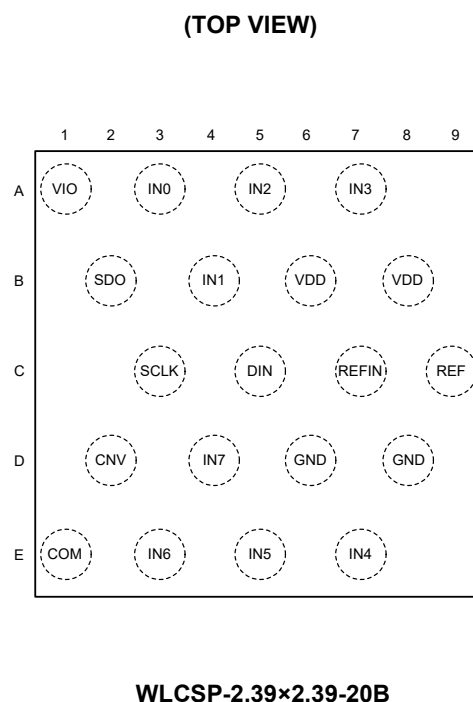 (TOP VIEW)
1 2 3 4 5 6 7 8 9
A VIO IN0 IN2 IN3
B SDO IN1 VDD VDD
C SCLK DIN REFIN REF
D CNV IN7 GND GND
E COM IN6 IN5 IN4
WLCSP-2.39×2.39-20B